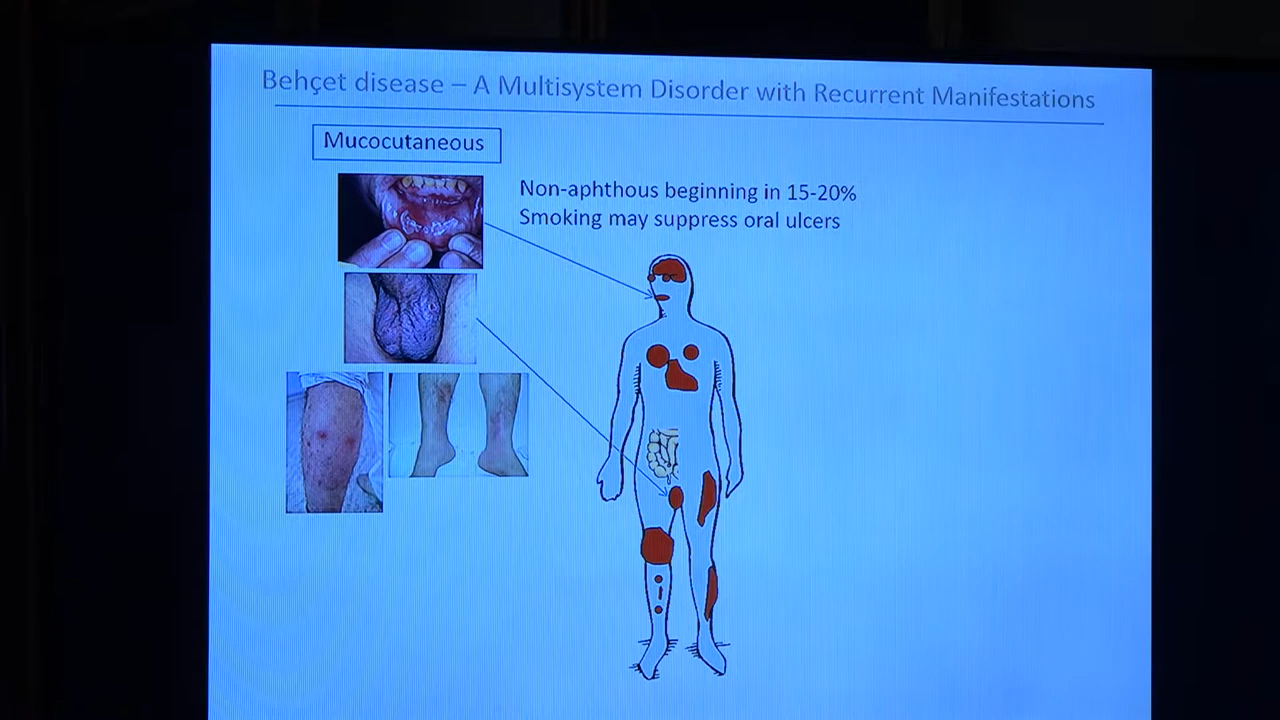 Behçet disease – A Multisystem Disorder with Recurrent Manifestations
Mucocutaneous
Non-aphthous beginning in 15-20%
Smoking may suppress oral ulcers